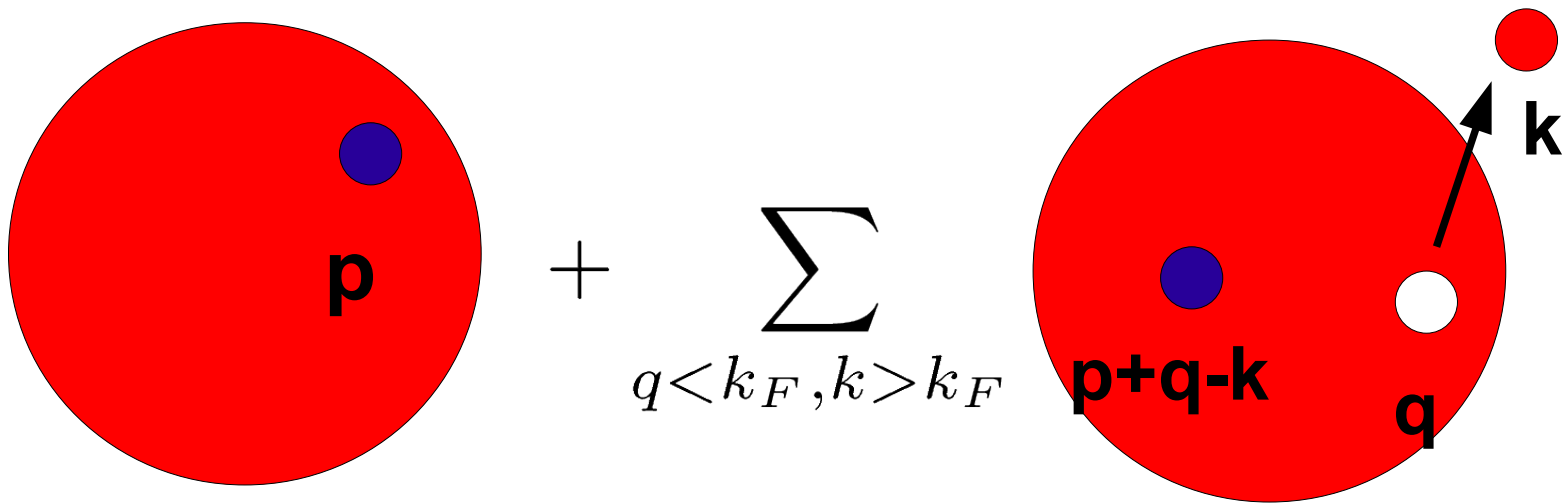 p
+ ∑
q<k_F,k>k_F
k
p+q-k
q